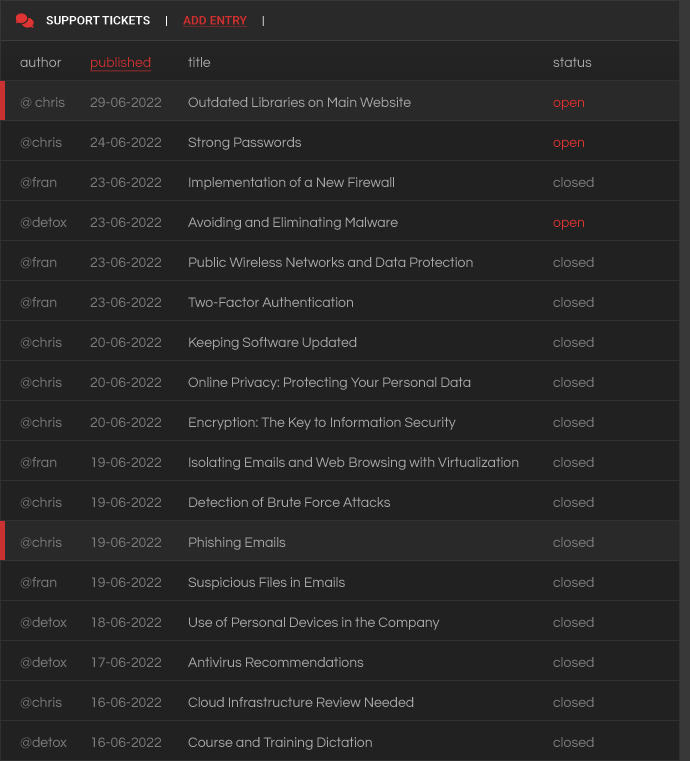 SUPPORT TICKETS | ADD ENTRY |
author published title status
@ chris 29-06-2022 Outdated Libraries on Main Website open
@chris 24-06-2022 Strong Passwords open
@fran 23-06-2022 Implementation of a New Firewall closed
@detox 23-06-2022 Avoiding and Eliminating Malware open
@fran 23-06-2022 Public Wireless Networks and Data Protection closed
@fran 23-06-2022 Two-Factor Authentication closed
@chris 20-06-2022 Keeping Software Updated closed
@chris 20-06-2022 Online Privacy: Protecting Your Personal Data closed
@chris 20-06-2022 Encryption: The Key to Information Security closed
@fran 19-06-2022 Isolating Emails and Web Browsing with Virtualization closed
@chris 19-06-2022 Detection of Brute Force Attacks closed
@chris 19-06-2022 Phishing Emails closed
@fran 19-06-2022 Suspicious Files in Emails closed
@detox 18-06-2022 Use of Personal Devices in the Company closed
@detox 17-06-2022 Antivirus Recommendations closed
@chris 16-06-2022 Cloud Infrastructure Review Needed closed
@detox 16-06-2022 Course and Training Dictation closed